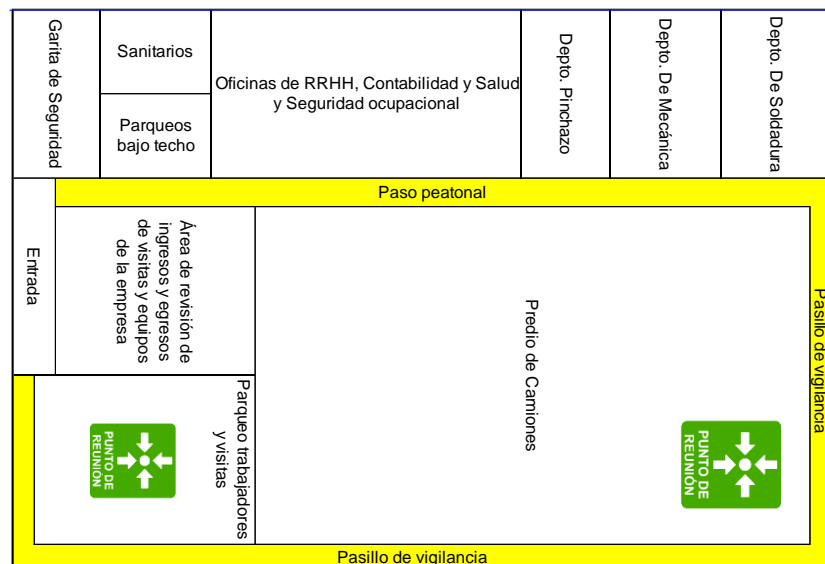 Garita de Seguridad
Sanitarios
Parqueos
bajo techo
Oficinas de RRHH, Contabilidad y Salud
y Seguridad ocupacional
Depto. Pinchazo
Depto. De Mecánica
Depto. De Soldadura
Paso peatonal
Entrada
Área de revisión de
ingresos y egresos
de visitas y equipos
de la empresa
Predio de Camiones
Pasillo de vigilancia
Parqueo trabajadores
y visitas
PUNTO DE
REUNIÓN
PUNTO DE
REUNIÓN
Pasillo de vigilancia